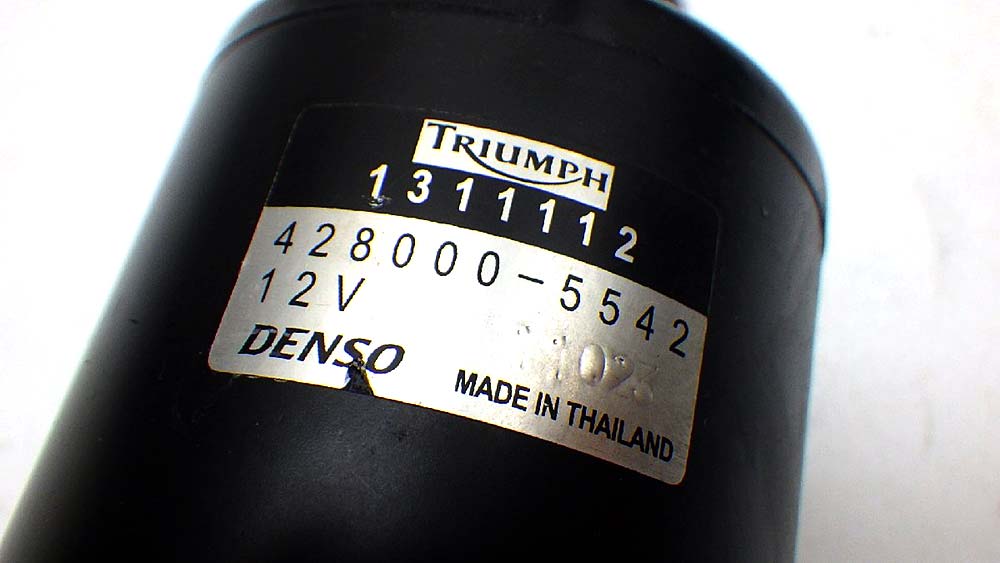 TRIUMPH
1311112
428000-5542
12V
DENSO
MADE IN THAILAND